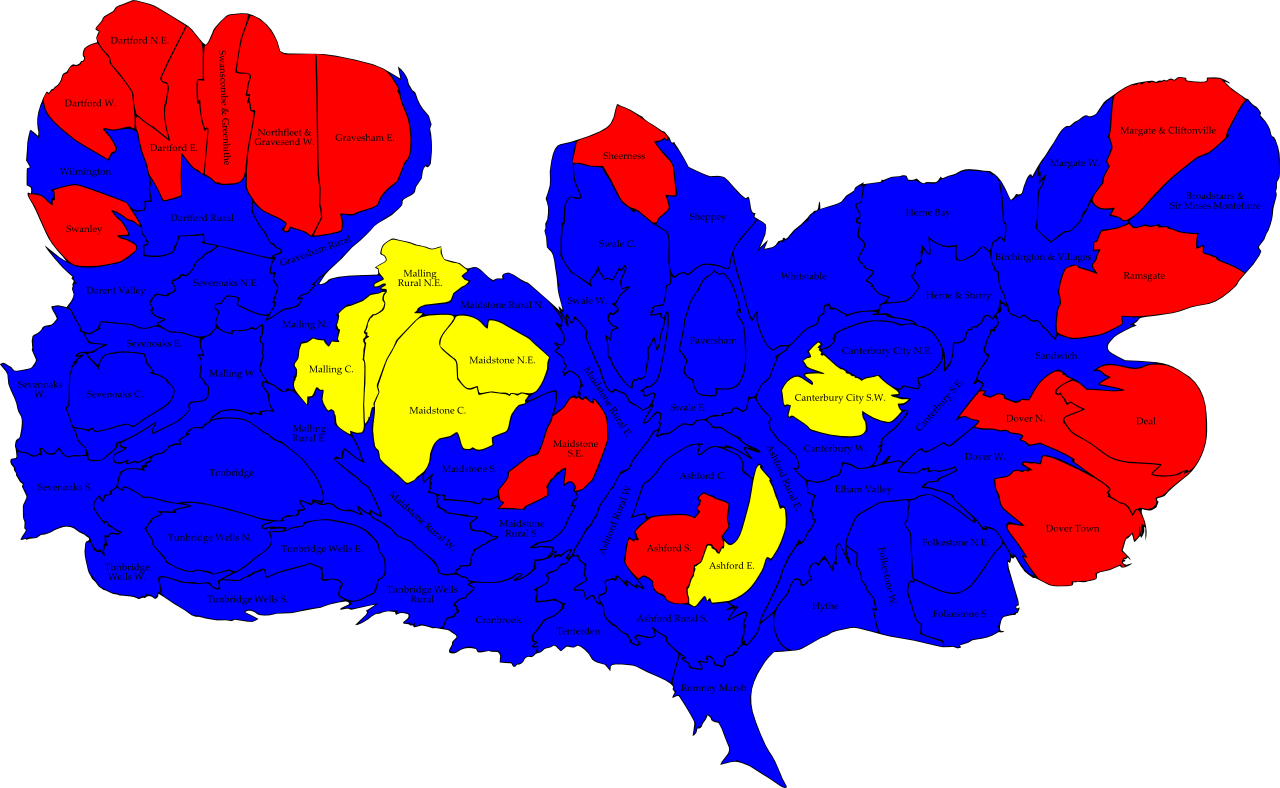 Dartford N.E.
Dartford W.
Swanscombe & Greenhithe
Northfleet &
Gravesend W.
Gravesham E.
Dartford E.
Wilmington
Dartford Rural
Swanley
Gravesham Rural
Darent Valley
Sevenoaks N.E.
Sevenoaks E.
Sevenoaks
W.
Sevenoaks C.
Malling W.
Malling N.
Malling
Rural N.E.
Malling C.
Malling
Rural E.
Maidstone Rural N.
Maidstone N.E.
Maidstone C.
Maidstone
S.E.
Maidstone S.
Maidstone
Rural S.
Maidstone Rural W.
Maidstone Rural E.
Sevenoaks S.
Tonbridge
Tunbridge Wells N.
Tunbridge Wells E.
Tunbridge
Wells W.
Tunbridge Wells S.
Tunbridge Wells
Rural
Cranbrook
Tenterden
Sheerness
Sheppey
Swale C.
Swale W.
Faversham
Swale E.
Whitstable
Herne Bay
Herne & Sturry
Margate & Cliftonville
Margate W.
Broadstairs &
Sir Moses Montefiore
Birchington & Villages
Ramsgate
Sandwich
Canterbury City N.E.
Canterbury City S.W.
Canterbury S.E.
Canterbury W.
Dover N.
Deal
Dover W.
Dover Town
Elham Valley
Ashford C.
Ashford Rural E.
Ashford Rural W.
Ashford S.
Ashford E.
Ashford Rural S.
Folkestone N.E.
Folkestone W.
Folkestone S.
Hythe
Romney Marsh